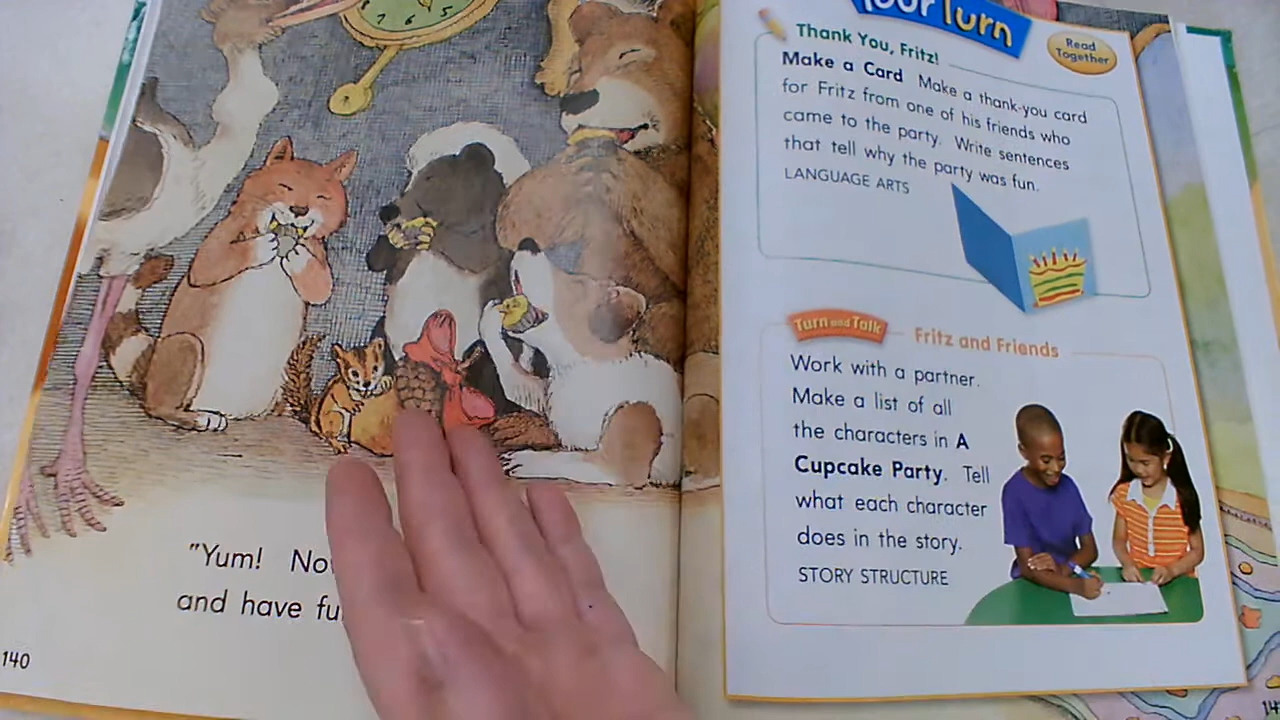 "Yum! No
and have fu
140
Your Turn
Read
Together
Thank You, Fritz!
Make a Card Make a thank-you card
for Fritz from one of his friends who
came to the party. Write sentences
that tell why the party was fun.
LANGUAGE ARTS
Turn and Talk
Fritz and Friends
Work with a partner.
Make a list of all
the characters in A
Cupcake Party. Tell
what each character
does in the story.
STORY STRUCTURE